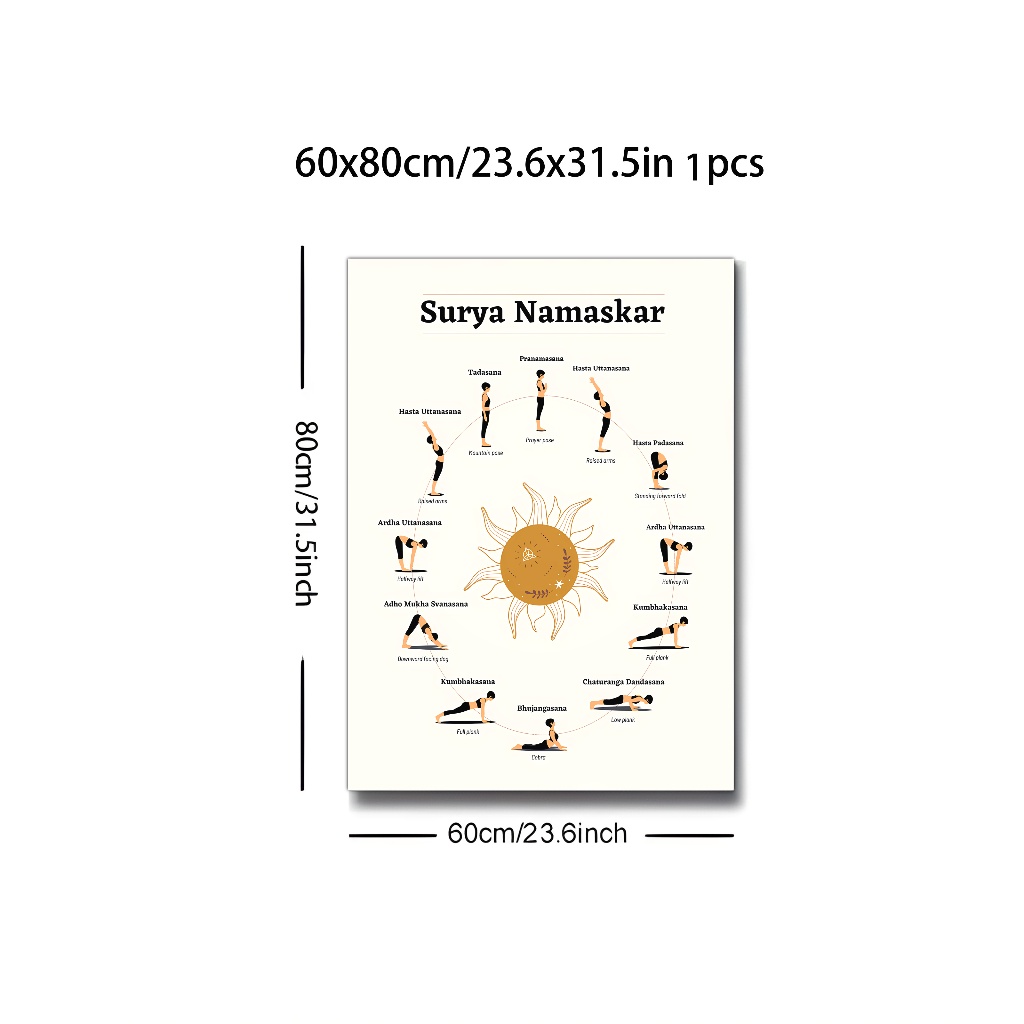 60x80cm/23.6x31.5in 1pcs
80cm/31.5inch
Surya Namaskar
Pranamasana
Prayer pose
Hasta Uttanasana
Raised arms
Hasta Padasana
Standing forward fold
Ardha Uttanasana
Halfway lift
Kumbhakasana
Full plank
Chaturanga Dandasana
Low plank
Bhujangasana
Cobra
Kumbhakasana
Full plank
Adho Mukha Svanasana
Downward facing dog
Ardha Uttanasana
Halfway lift
Hasta Uttanasana
Raised arms
Tadasana
Mountain pose
60cm/23.6inch